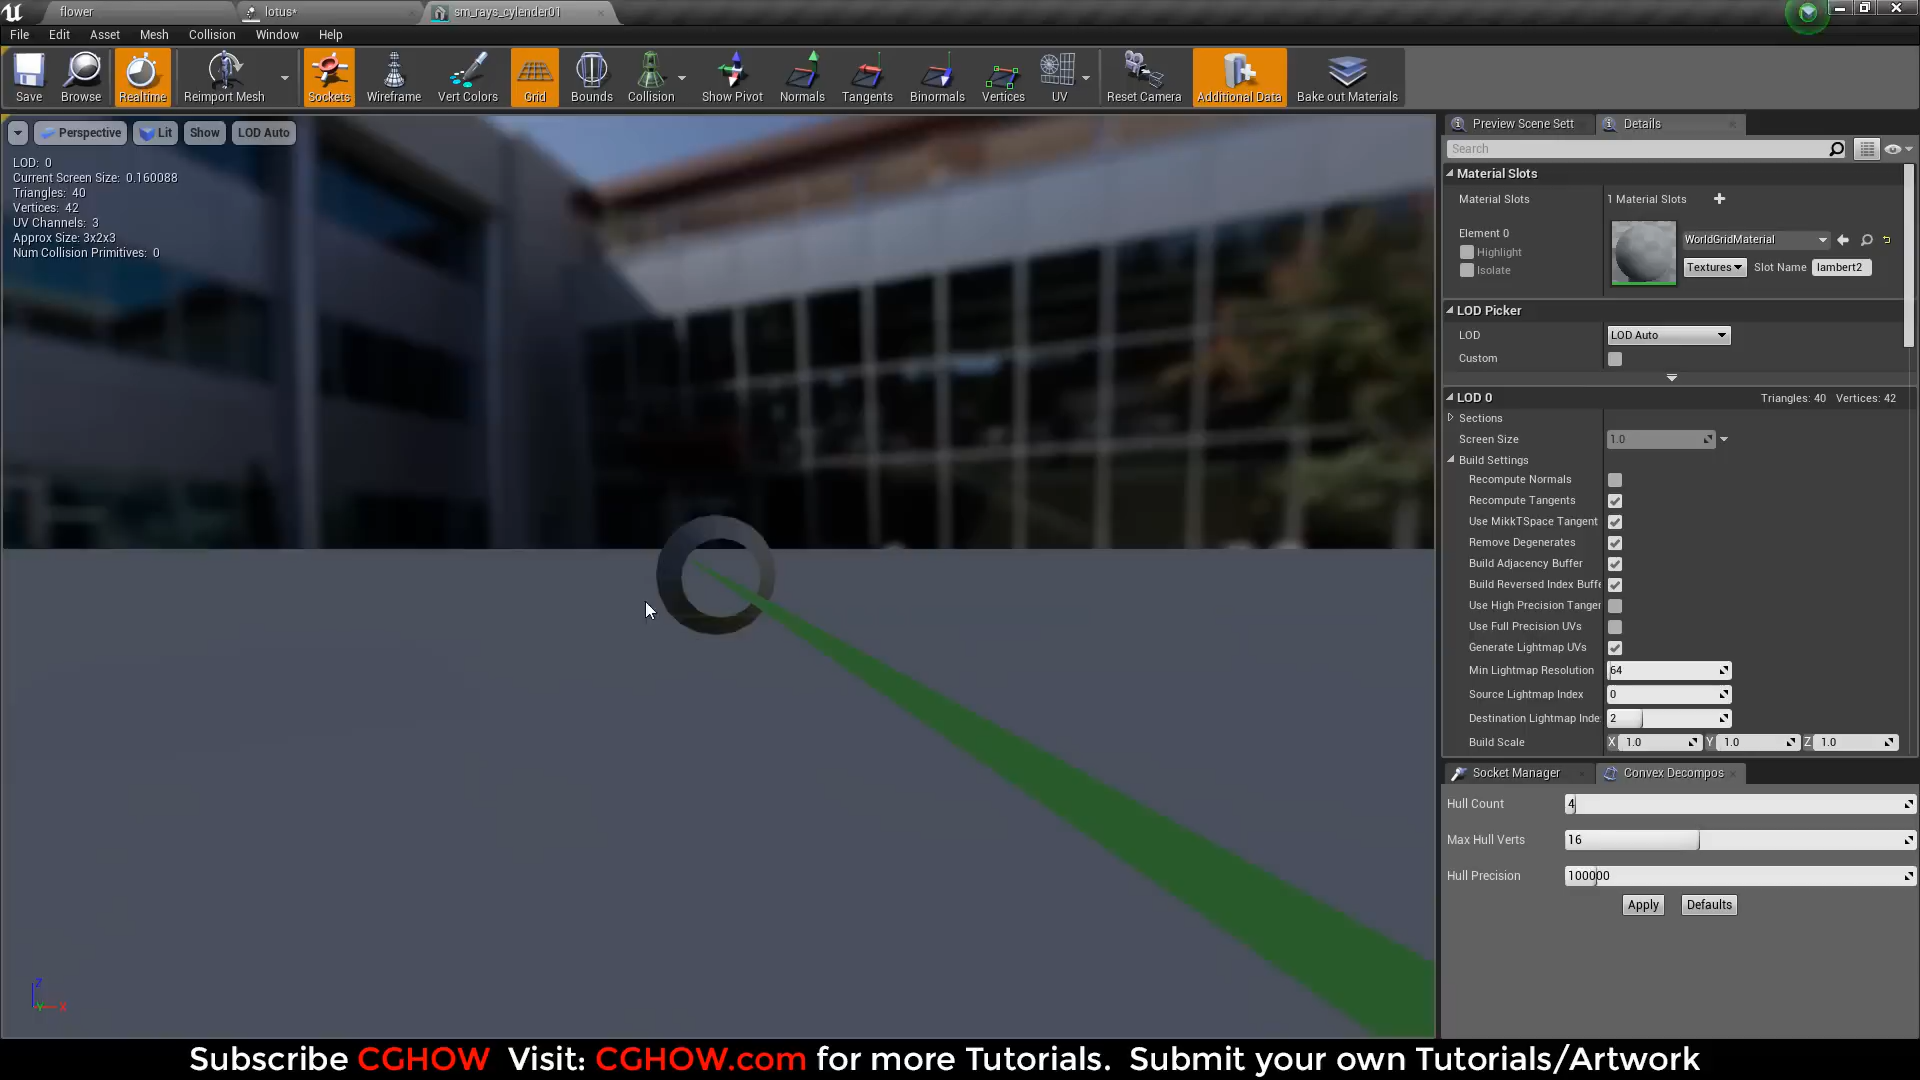 flower
lotus*
sm_rays_cylender01
File Edit Asset Mesh Collision Window Help
Save Browse Realtime Reimport Mesh Sockets Wireframe Vert Colors Grid Bounds Collision Show Pivot Normals Tangents Binormals Vertices UV Reset Camera Additional Data Bake out Materials
Perspective Lit Show LOD Auto
LOD: 0
Current Screen Size: 0.160088
Triangles: 40
Vertices: 42
UV Channels: 3
Approx Size: 3x2x3
Num Collision Primitives: 0
Z
Y X
Preview Scene Sett Details
Search
Material Slots
Material Slots 1 Material Slots
Element 0
Highlight
Isolate
WorldGridMaterial
Textures Slot Name lambert2
LOD Picker
LOD LOD Auto
Custom
LOD 0 Triangles: 40 Vertices: 42
Sections
Screen Size 1.0
Build Settings
Recompute Normals
Recompute Tangents
Use MikkTSpace Tangent
Remove Degenerates
Build Adjacency Buffer
Build Reversed Index Buffe
Use High Precision Tanger
Use Full Precision UVs
Generate Lightmap UVs
Min Lightmap Resolution 64
Source Lightmap Index 0
Destination Lightmap Inde 2
Build Scale X 1.0 Y 1.0 Z 1.0
Socket Manager Convex Decompos
Hull Count 4
Max Hull Verts 16
Hull Precision 100000
Apply Defaults
Subscribe CGHOW Visit: CGHOW.com for more Tutorials. Submit your own Tutorials/Artwork